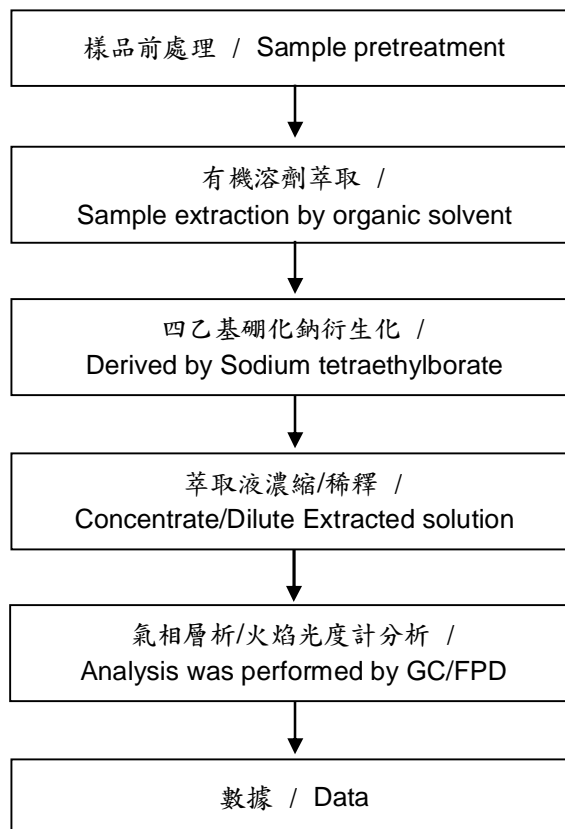 樣品前處理 / Sample pretreatment
有機溶劑萃取 /
Sample extraction by organic solvent
四乙基硼化鈉衍生化 /
Derived by Sodium tetraethylborate
萃取液濃縮/稀釋 /
Concentrate/Dilute Extracted solution
氣相層析/火焰光度計分析 /
Analysis was performed by GC/FPD
數據 / Data